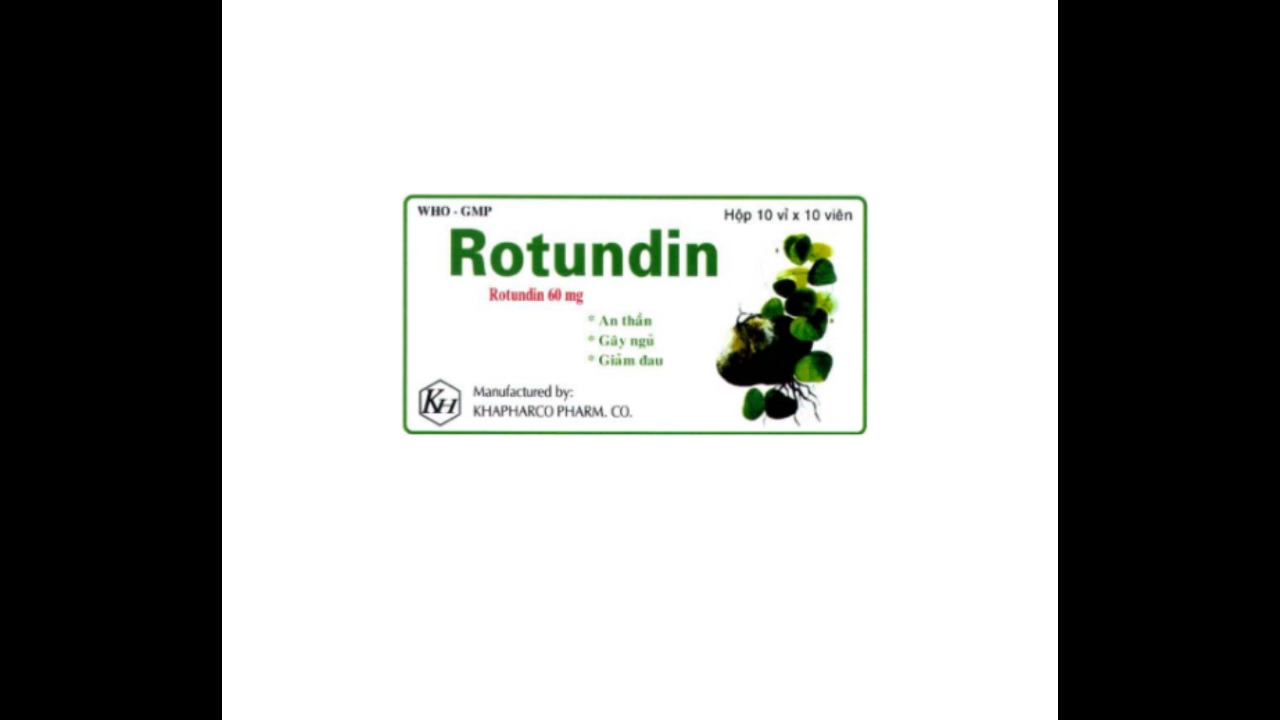 WHO - GMP
Hộp 10 vỉ x 10 viên
Rotundin
Rotundin 60 mg
* An thần
* Gây ngủ
* Giảm đau
KH
Manufactured by:
KHAPHARCO PHARM. CO.